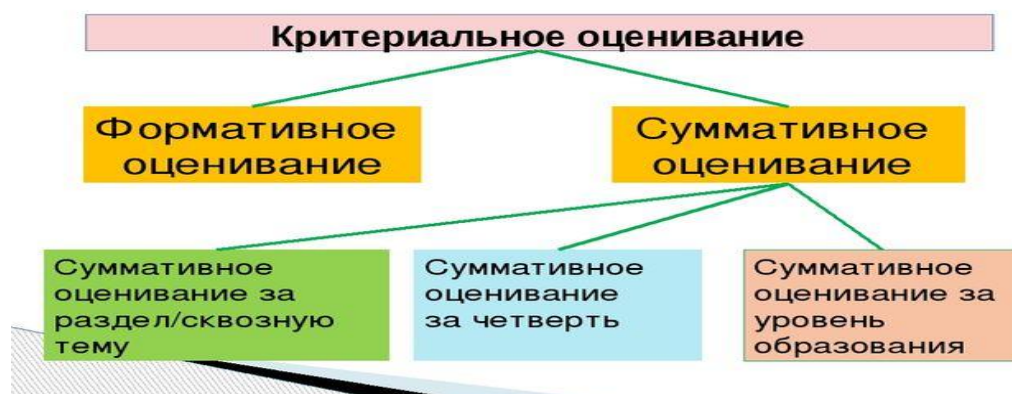 Критериальное оценивание
Формативное
оценивание
Суммативное
оценивание
Суммативное
оценивание за
раздел/сквозную
тему
Суммативное
оценивание
за четверть
Суммативное
оценивание за
уровень
образования